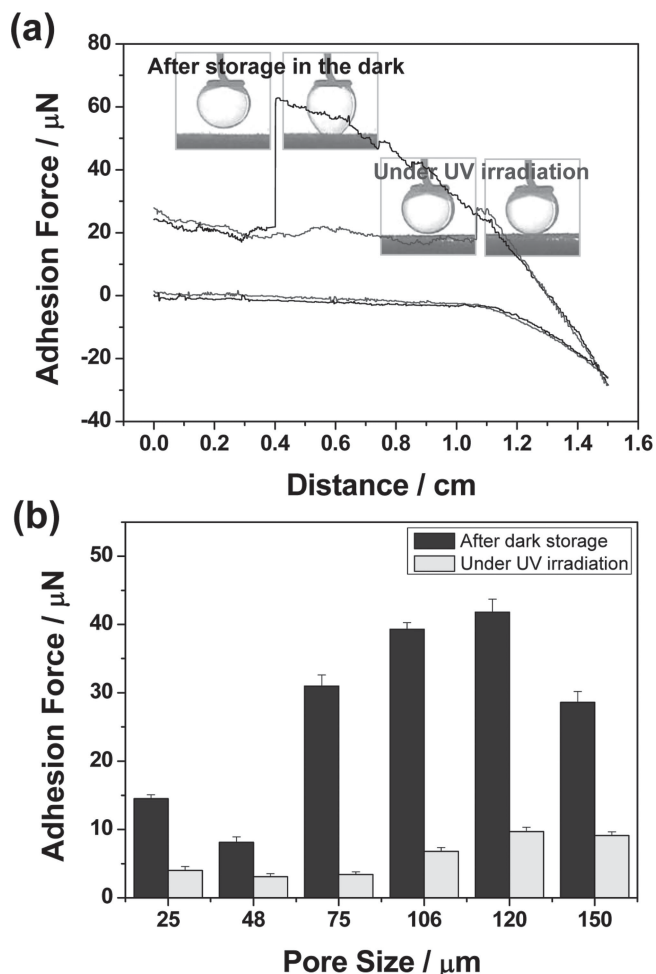 (a)
80
60
40
20
0
-20
-40
Adhesion Force / μN
After storage in the dark
Under UV irradiation
0.0 0.2 0.4 0.6 0.8 1.0 1.2 1.4 1.6
Distance / cm
(b)
50
40
30
20
10
0
Adhesion Force / μN
After dark storage
Under UV irradiation
25 48 75 106 120 150
Pore Size / μm